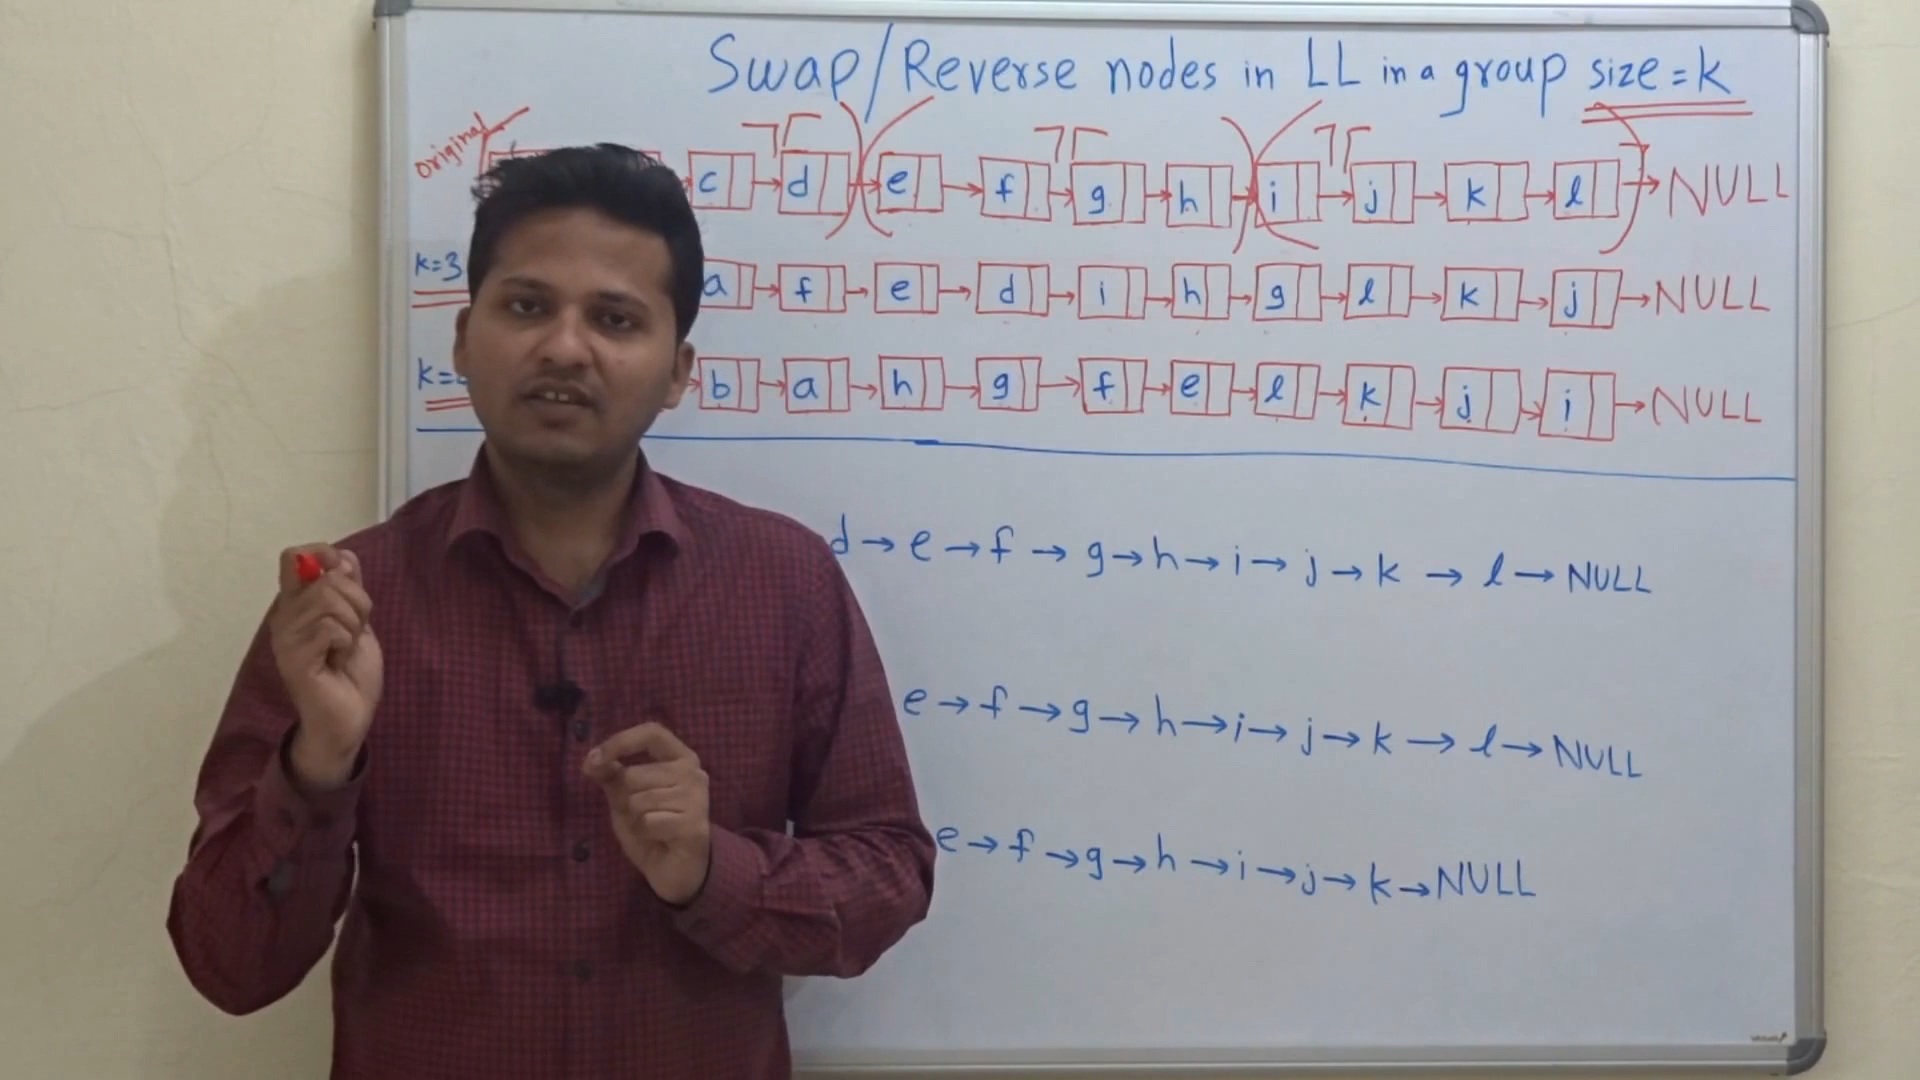 Swap/Reverse nodes in LL in a group size = k
original
c → d → e → f → g → h → i → j → k → l → NULL
k=3
a → f → e → d → i → h → g → l → k → j → NULL
k=
b → a → h → g → f → e → l → k → j → i → NULL
d → e → f → g → h → i → j → k → l → NULL
e → f → g → h → i → j → k → l → NULL
e → f → g → h → i → j → k → NULL